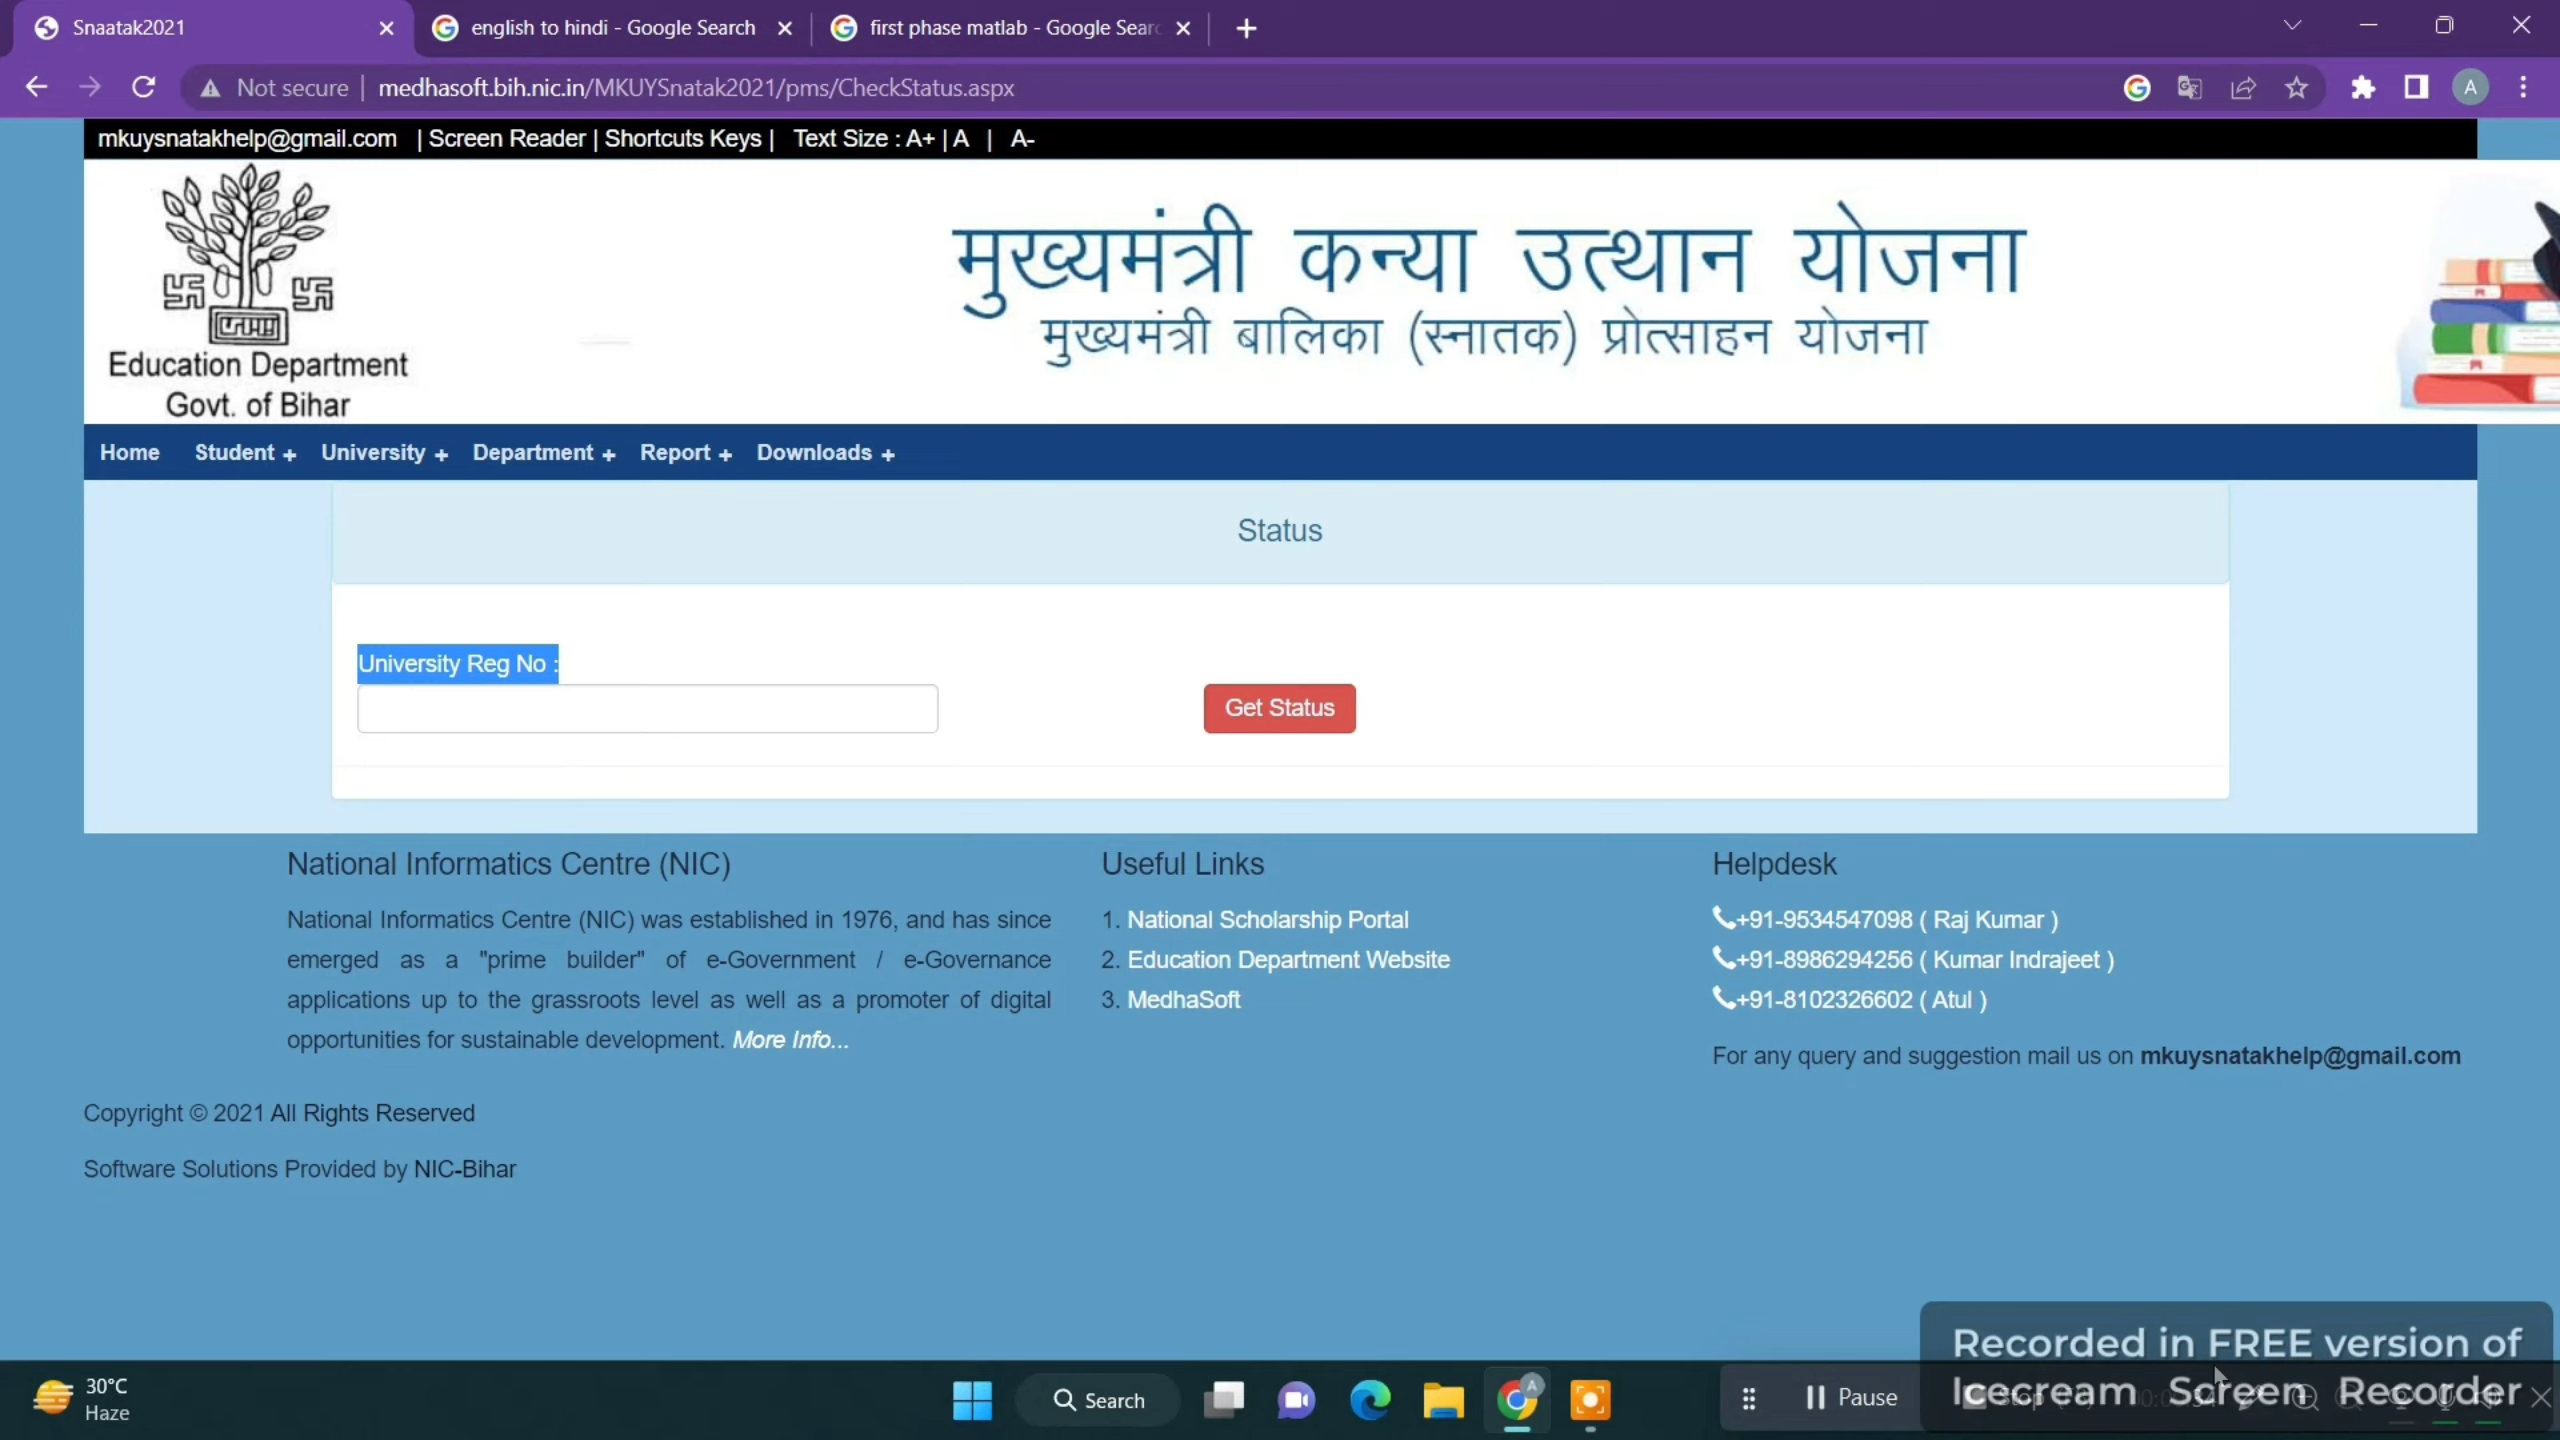 Snaatak2021
english to hindi - Google Search
first phase matlab - Google Sear
Not secure
medhasoft.bih.nic.in/MKUYSnatak2021/pms/CheckStatus.aspx
A
mkuysnatakhelp@gmail.com | Screen Reader | Shortcuts Keys | Text Size : A+ | A | A-
मुख्यमंत्री कन्या उत्थान योजना
मुख्यमंत्री बालिका (स्नातक) प्रोत्साहन योजना
Education Department
Govt. of Bihar
Home Student + University + Department + Report + Downloads +
Status
University Reg No :
Get Status
National Informatics Centre (NIC)
National Informatics Centre (NIC) was established in 1976, and has since
emerged as a "prime builder" of e-Government / e-Governance
applications up to the grassroots level as well as a promoter of digital
opportunities for sustainable development. More Info...
Useful Links
1. National Scholarship Portal
2. Education Department Website
3. MedhaSoft
Helpdesk
+91-9534547098 ( Raj Kumar )
+91-8986294256 ( Kumar Indrajeet )
+91-8102326602 ( Atul )
For any query and suggestion mail us on mkuysnatakhelp@gmail.com
Copyright © 2021 All Rights Reserved
Software Solutions Provided by NIC-Bihar
30°C
Haze
Search
A
Pause
Recorded in FREE version of
Icecream Screen Recorder